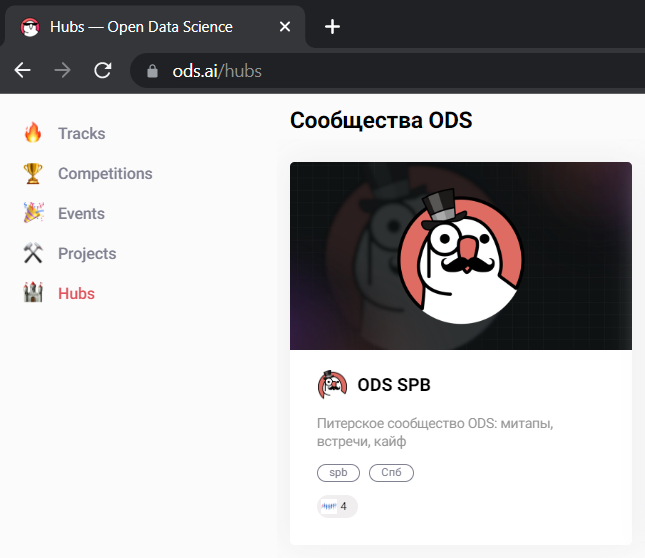 Hubs — Open Data Science
ods.ai/hubs
Tracks
Competitions
Events
Projects
Hubs
Сообщества ODS
ODS SPB
Питерское сообщество ODS: митапы,
встречи, кайф
spb Спб
4